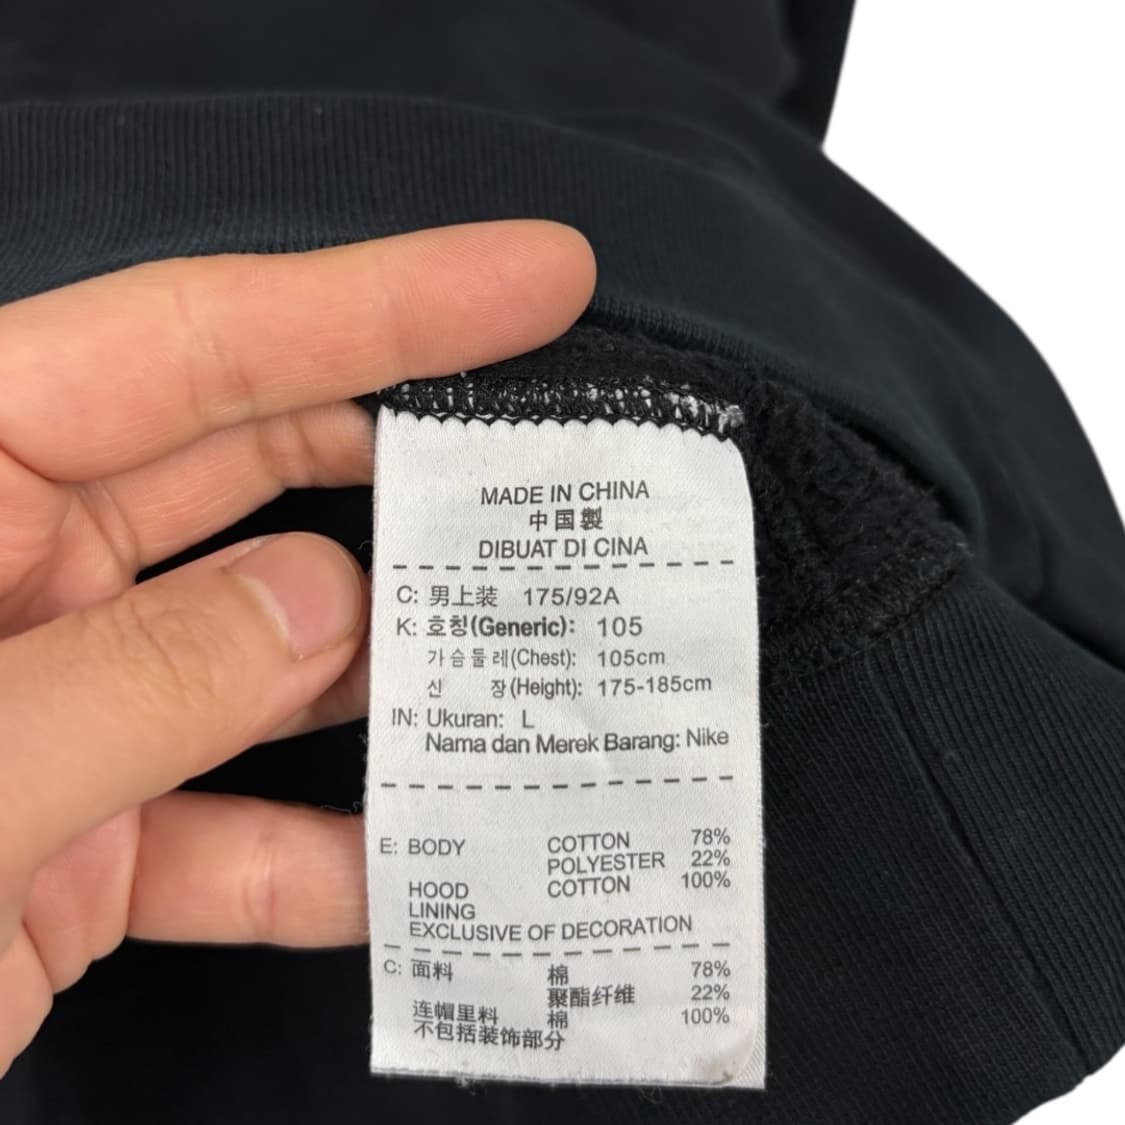 MADE IN CHINA
中国製
DIBUAT DI CINA
C: 男上装 175/92A
K: 호칭(Generic): 105
가슴둘레(Chest): 105cm
신 장(Height): 175-185cm
IN: Ukuran: L
Nama dan Merek Barang: Nike
E: BODY COTTON 78%
POLYESTER 22%
HOOD COTTON 100%
LINING
EXCLUSIVE OF DECORATION
C: 面料 棉 78%
聚酯纤维 22%
连帽里料 棉 100%
不包括装饰部分